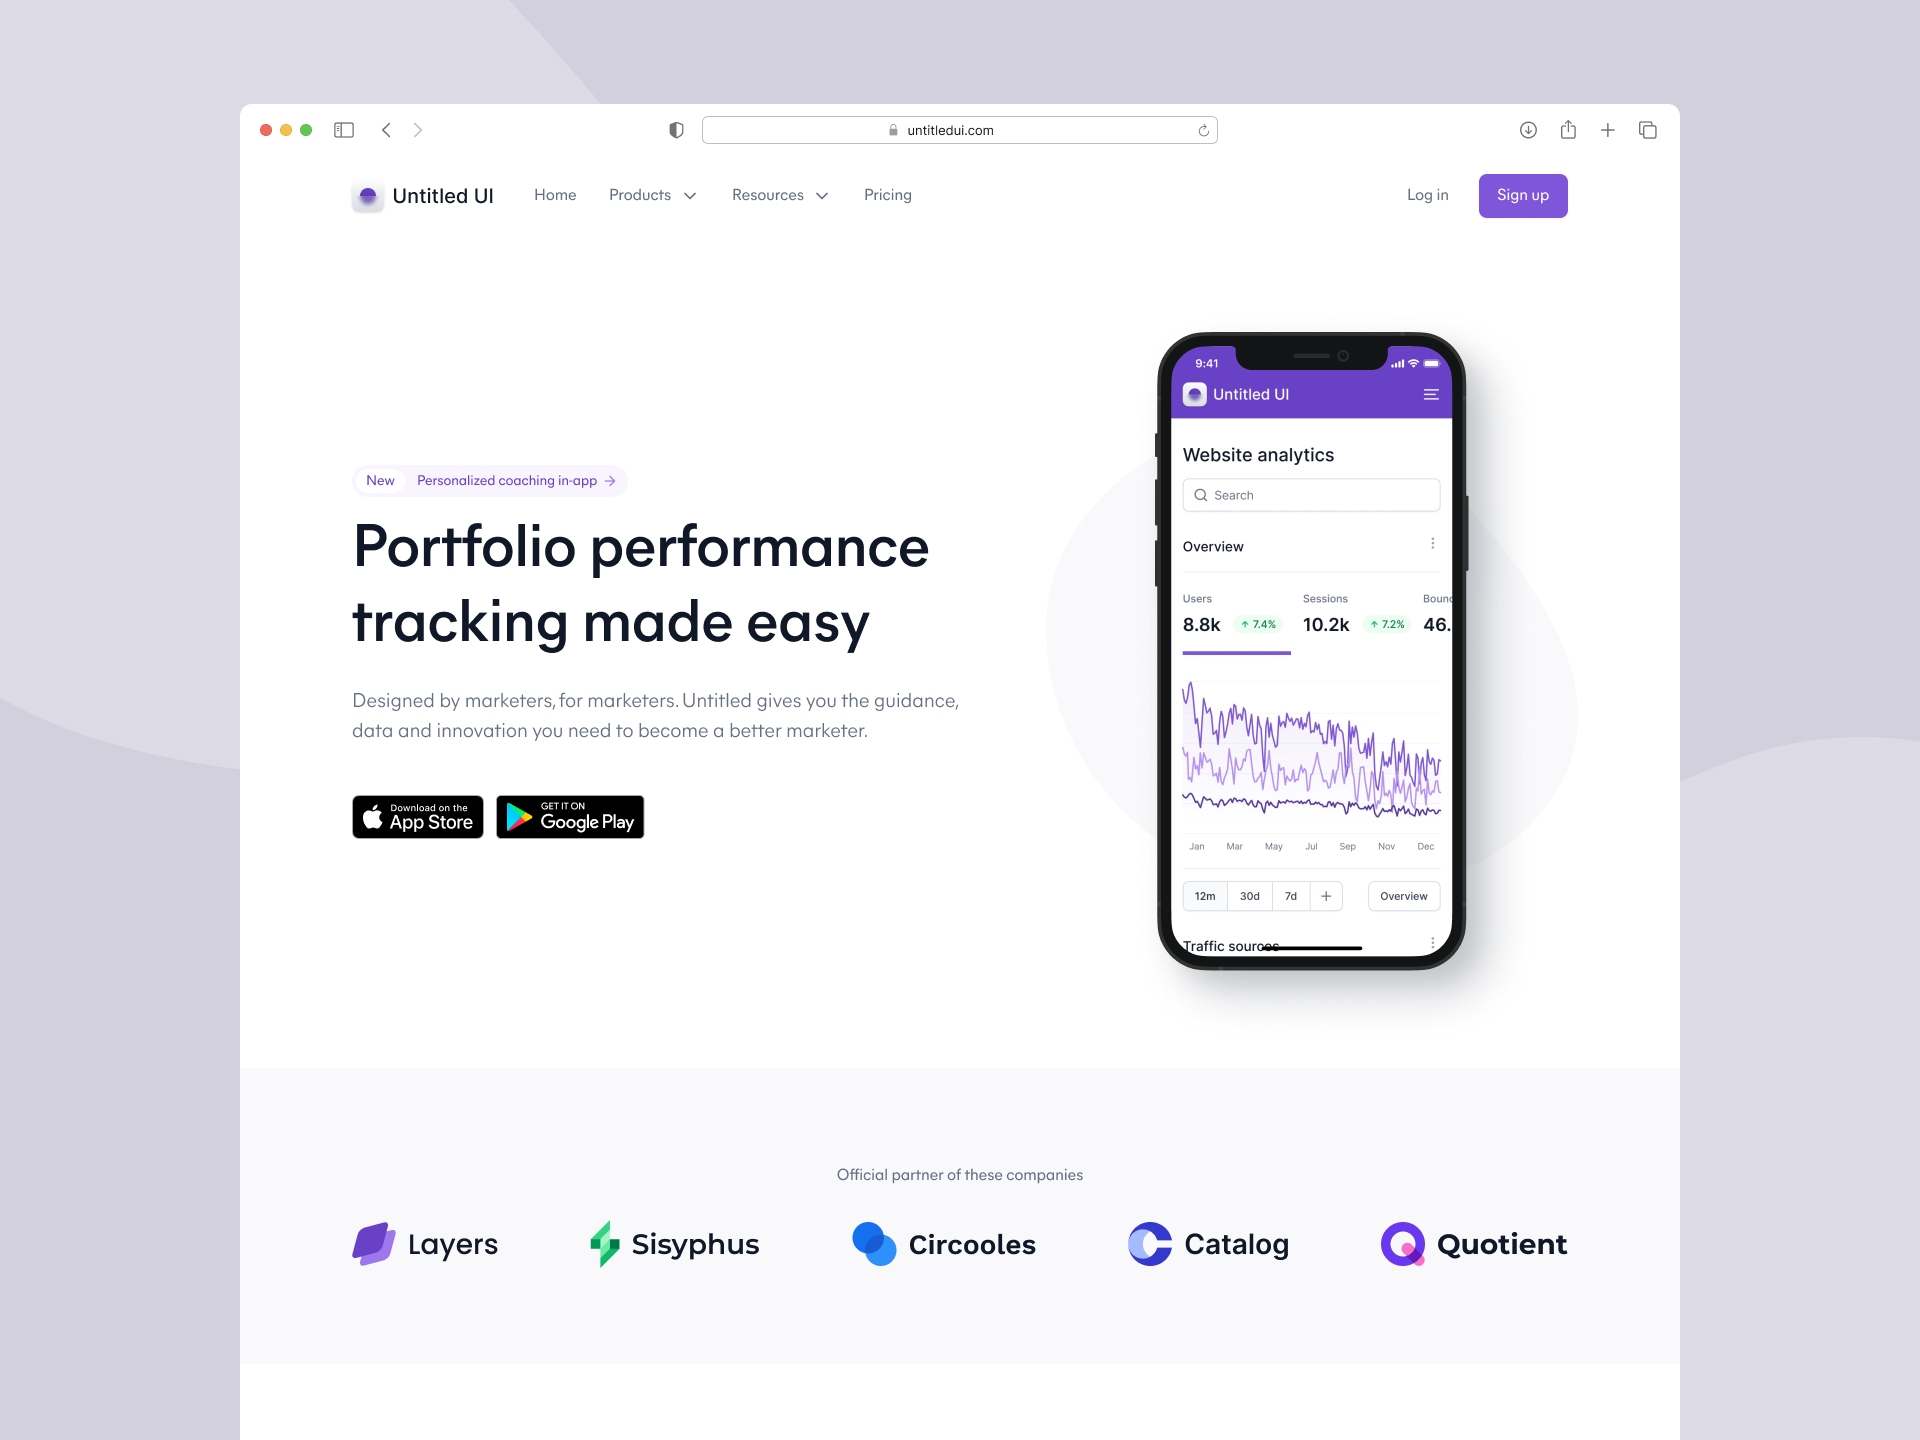 untitledui.com
Untitled UI
Home
Products
Resources
Pricing
Log in
Sign up
New
Personalized coaching in-app →
Portfolio performance
tracking made easy
Designed by marketers, for marketers. Untitled gives you the guidance,
data and innovation you need to become a better marketer.
Download on the
App Store
GET IT ON
Google Play
9:41
Untitled UI
Website analytics
Search
Overview
Users
Sessions
8.8k
↑ 7.4%
10.2k
↑ 7.2%
46.
Jan
Mar
May
Jul
Sep
Nov
Dec
12m
30d
7d
+
Overview
Traffic sources
Official partner of these companies
Layers
Sisyphus
Circooles
Catalog
Quotient